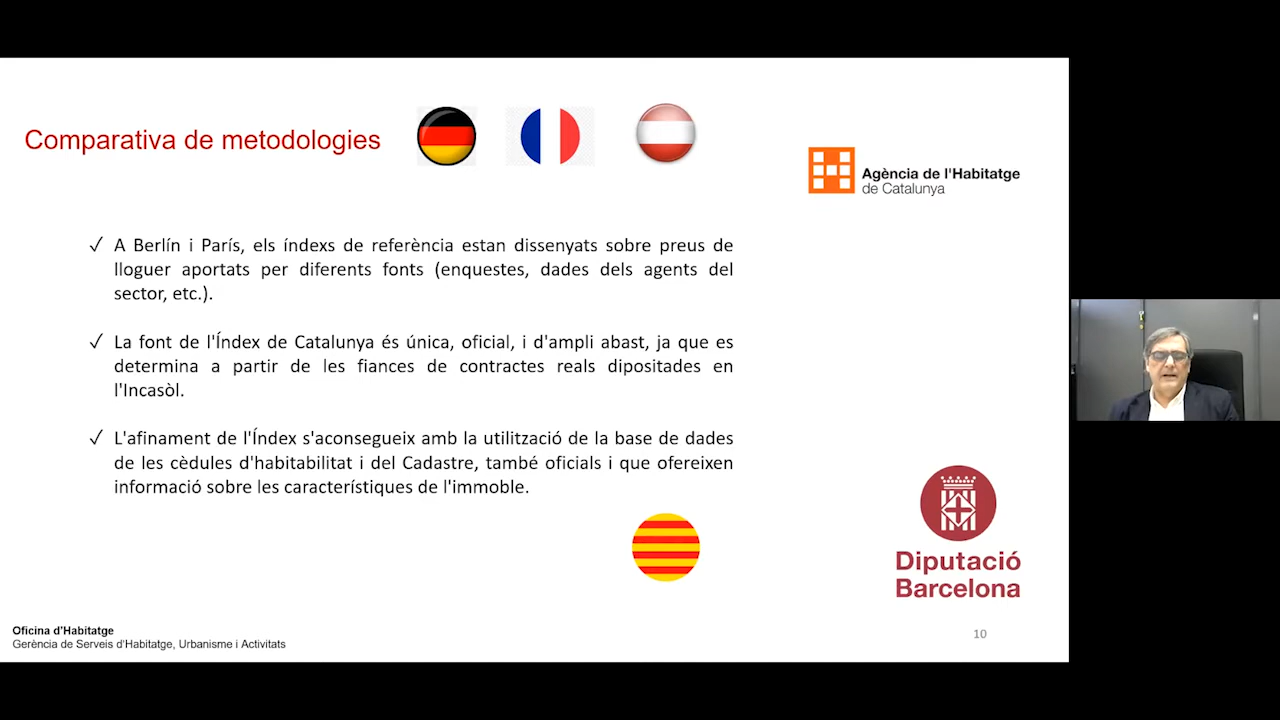 Comparativa de metodologies
Agència de l'Habitatge
de Catalunya
✓ A Berlín i París, els índexs de referència estan dissenyats sobre preus de
lloguer aportats per diferents fonts (enquestes, dades dels agents del
sector, etc.).
✓ La font de l'Índex de Catalunya és única, oficial, i d'ampli abast, ja que es
determina a partir de les fiances de contractes reals dipositades en
l'Incasòl.
✓ L'afinament de l'Índex s'aconsegueix amb la utilització de la base de dades
de les cèdules d'habitabilitat i del Cadastre, també oficials i que ofereixen
informació sobre les característiques de l'immoble.
Diputació
Barcelona
Oficina d'Habitatge
Gerència de Serveis d'Habitatge, Urbanisme i Activitats
10